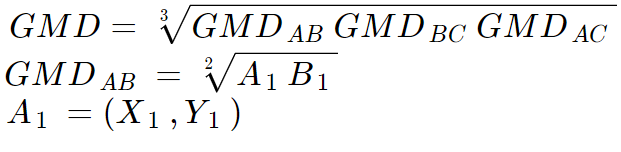 GMD = ∛(GMD_AB GMD_BC GMD_AC)
GMD_AB = ²√(A_1 B_1)
A_1 = (X_1 , Y_1 )